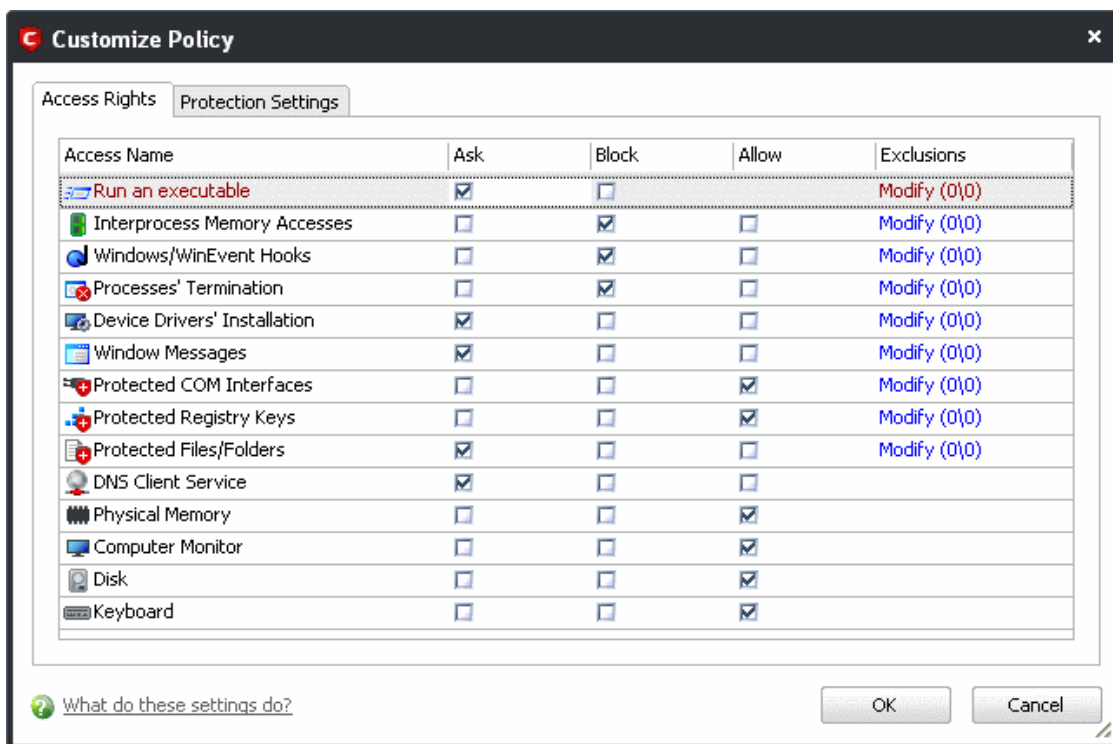 Customize Policy
Access Rights Protection Settings
Access Name Ask Block Allow Exclusions
Run an executable Modify (0\0)
Interprocess Memory Accesses Modify (0\0)
Windows/WinEvent Hooks Modify (0\0)
Processes' Termination Modify (0\0)
Device Drivers' Installation Modify (0\0)
Window Messages Modify (0\0)
Protected COM Interfaces Modify (0\0)
Protected Registry Keys Modify (0\0)
Protected Files/Folders Modify (0\0)
DNS Client Service
Physical Memory
Computer Monitor
Disk
Keyboard
What do these settings do? OK Cancel